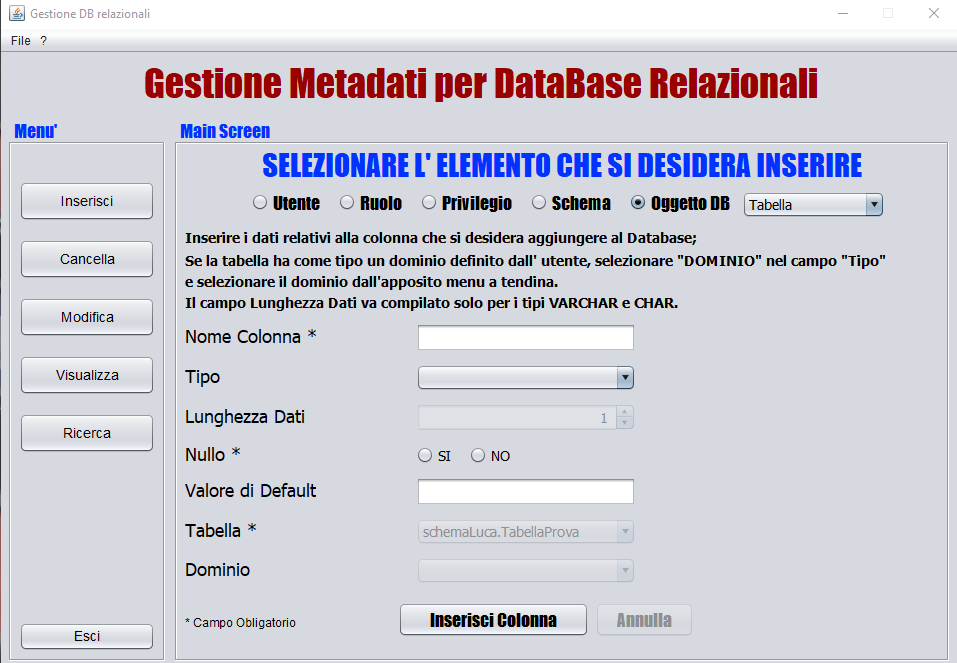 Gestione DB relazionali
File ?
Gestione Metadati per DataBase Relazionali
Menu'
Main Screen
SELEZIONARE L' ELEMENTO CHE SI DESIDERA INSERIRE
Utente Ruolo Privilegio Schema Oggetto DB Tabella
Inserisci
Cancella
Modifica
Visualizza
Ricerca
Esci
Inserire i dati relativi alla colonna che si desidera aggiungere al Database;
Se la tabella ha come tipo un dominio definito dall' utente, selezionare "DOMINIO" nel campo "Tipo"
e selezionare il dominio dall'apposito menu a tendina.
Il campo Lunghezza Dati va compilato solo per i tipi VARCHAR e CHAR.
Nome Colonna *
Tipo
Lunghezza Dati 1
Nullo * SI NO
Valore di Default
Tabella * schemaLuca.TabellaProva
Dominio
* Campo Obligatorio
Inserisci Colonna Annulla